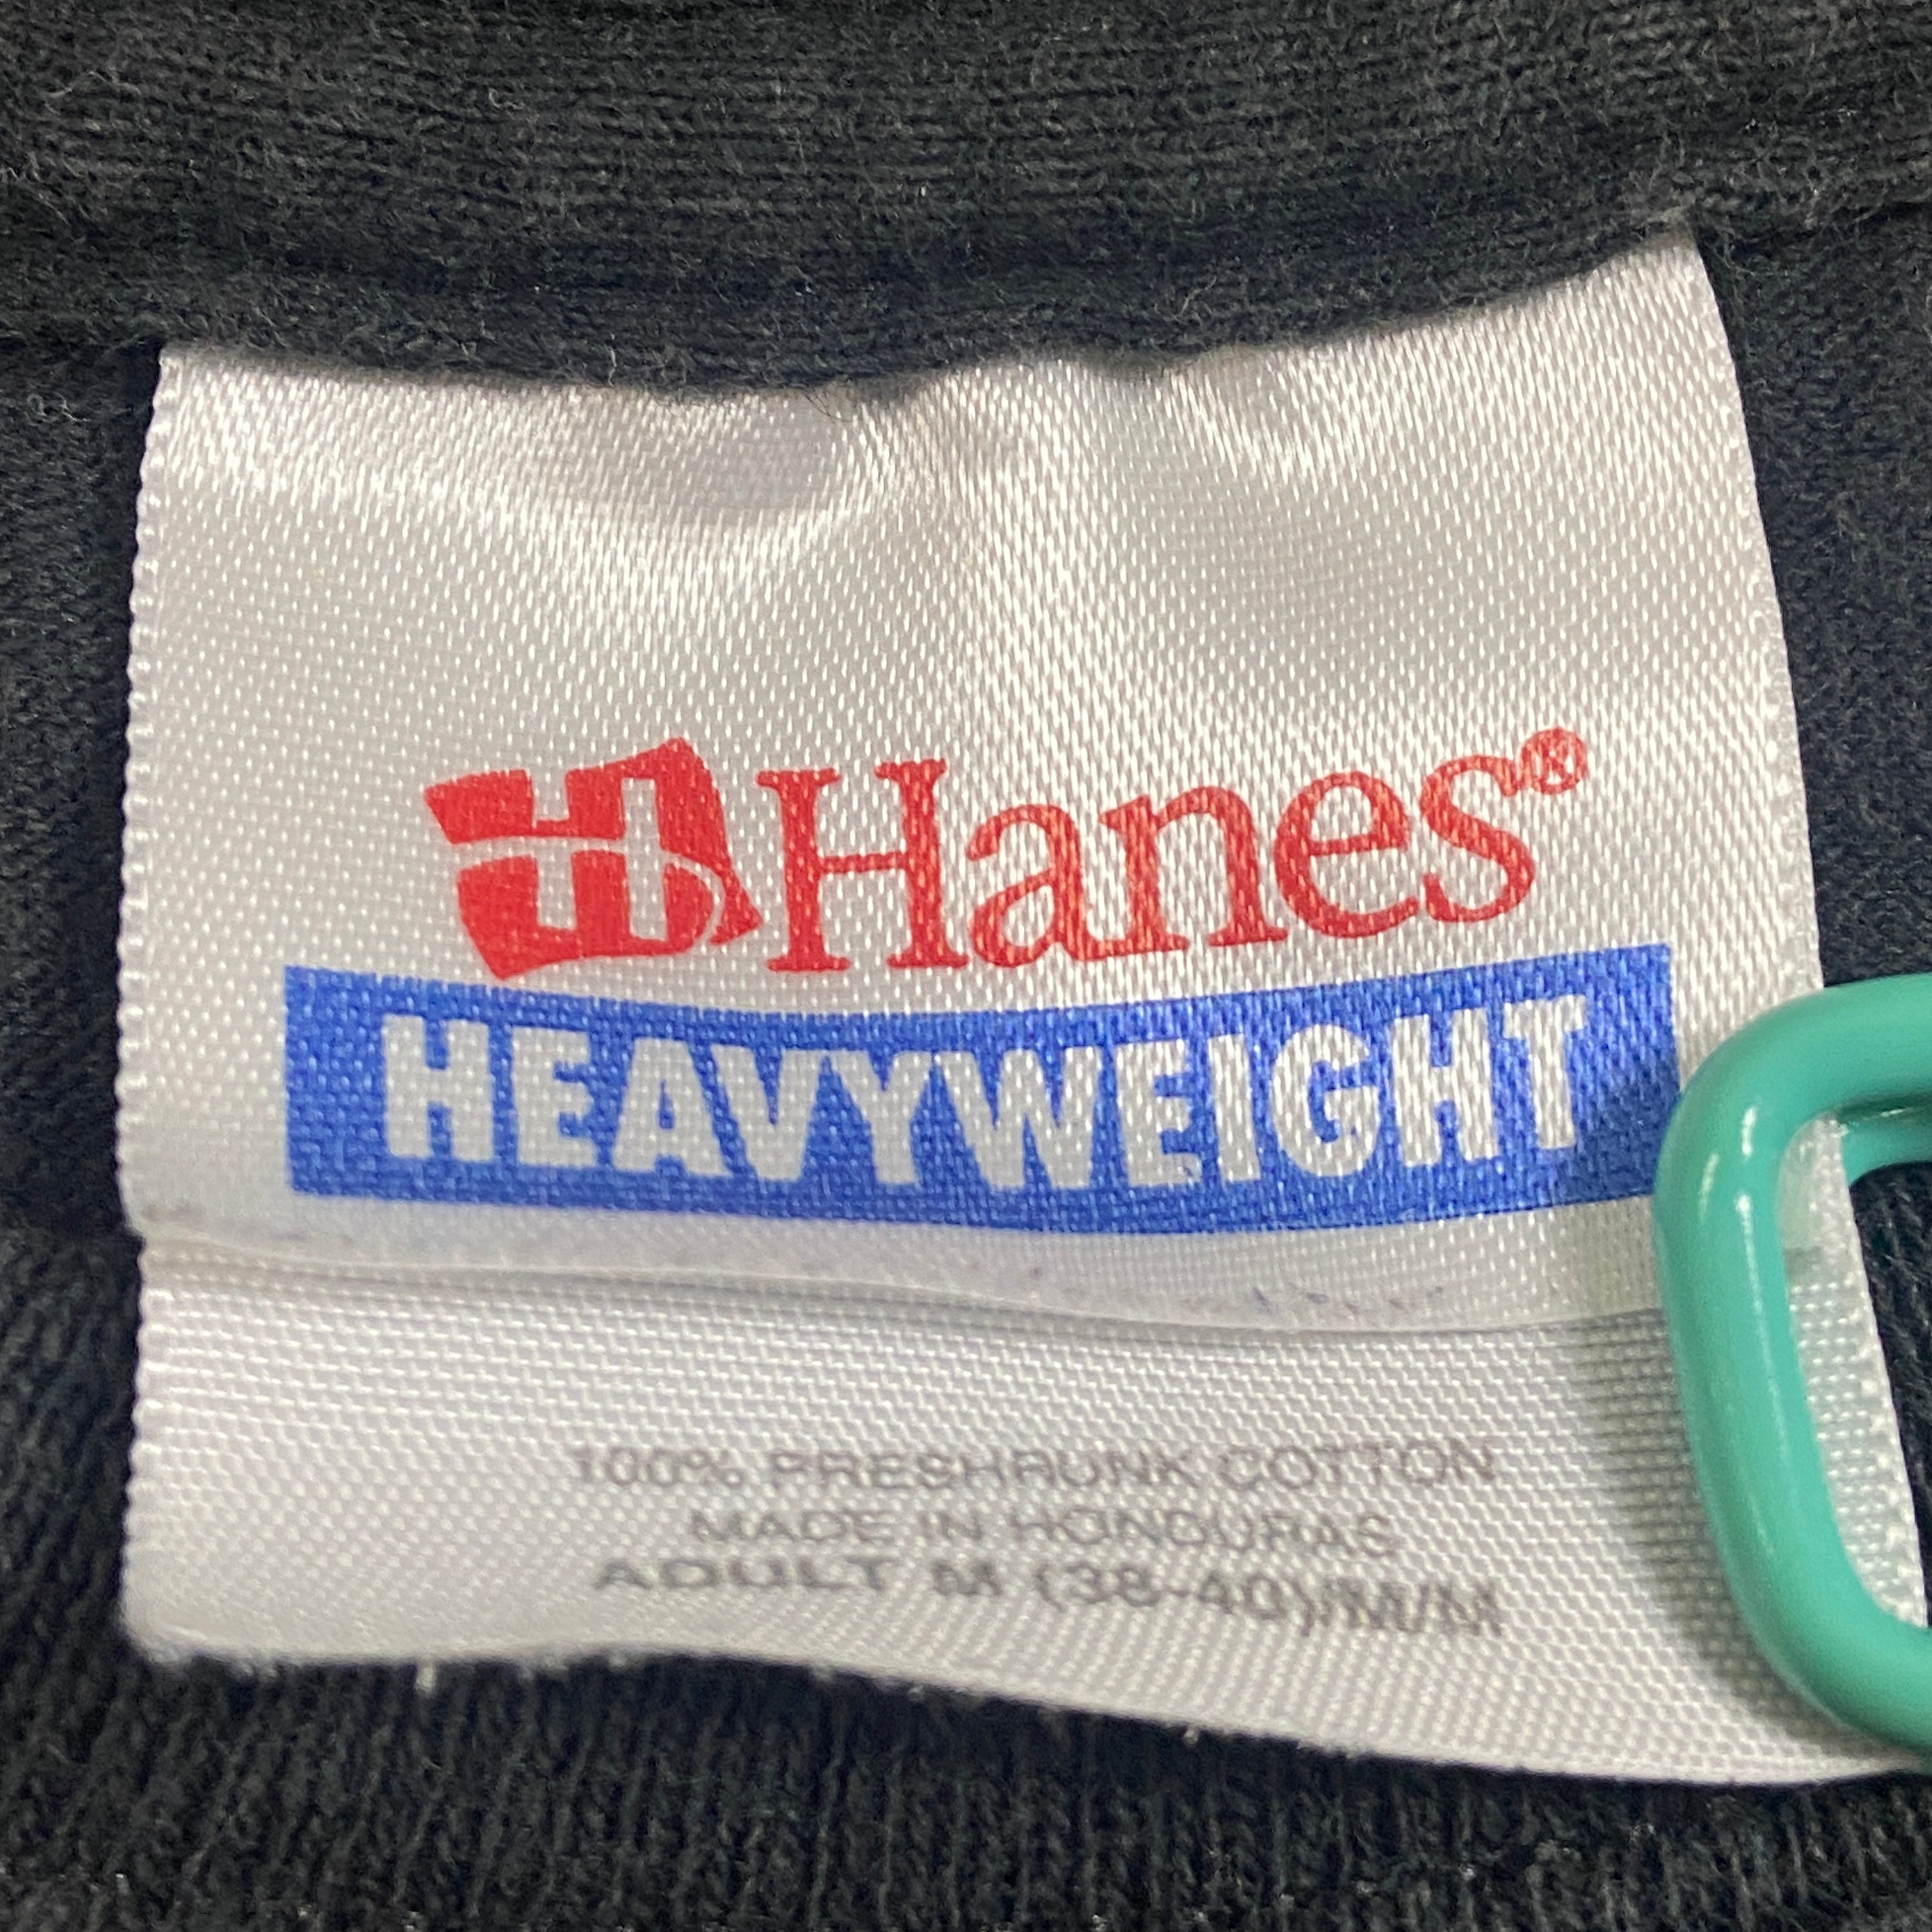 H Hanes®
HEAVYWEIGHT
100% PRESHRUNK COTTON
MADE IN HONDURAS
ADULT M (38-40)/M/M